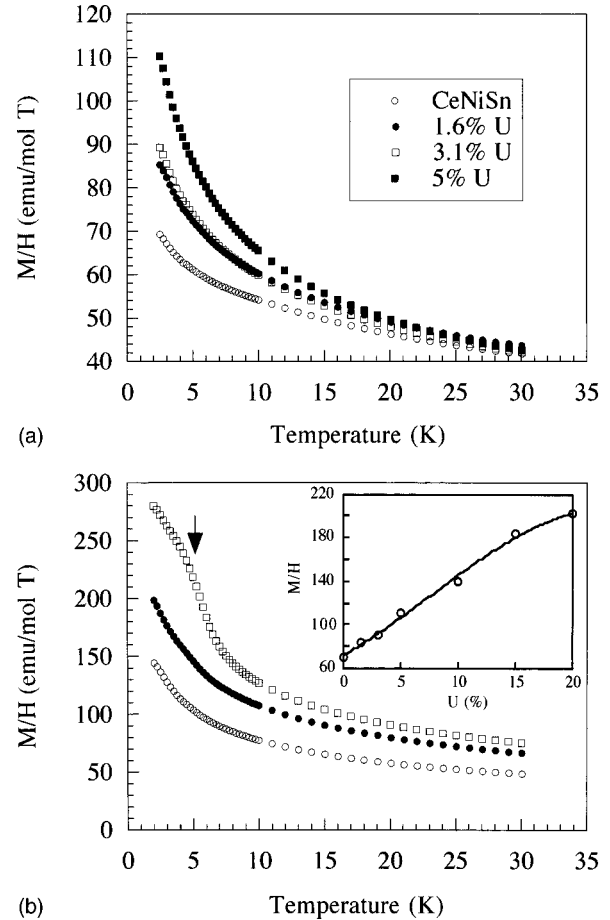 120
110
100
90
80
70
60
50
40
M/H (emu/mol T)
CeNiSn
1.6% U
3.1% U
5% U
0 5 10 15 20 25 30 35
(a)
Temperature (K)
300
250
200
150
100
50
0
M/H (emu/mol T)
220
180
140
100
60
M/H
0 5 10 15 20
U (%)
0 5 10 15 20 25 30 35
(b)
Temperature (K)